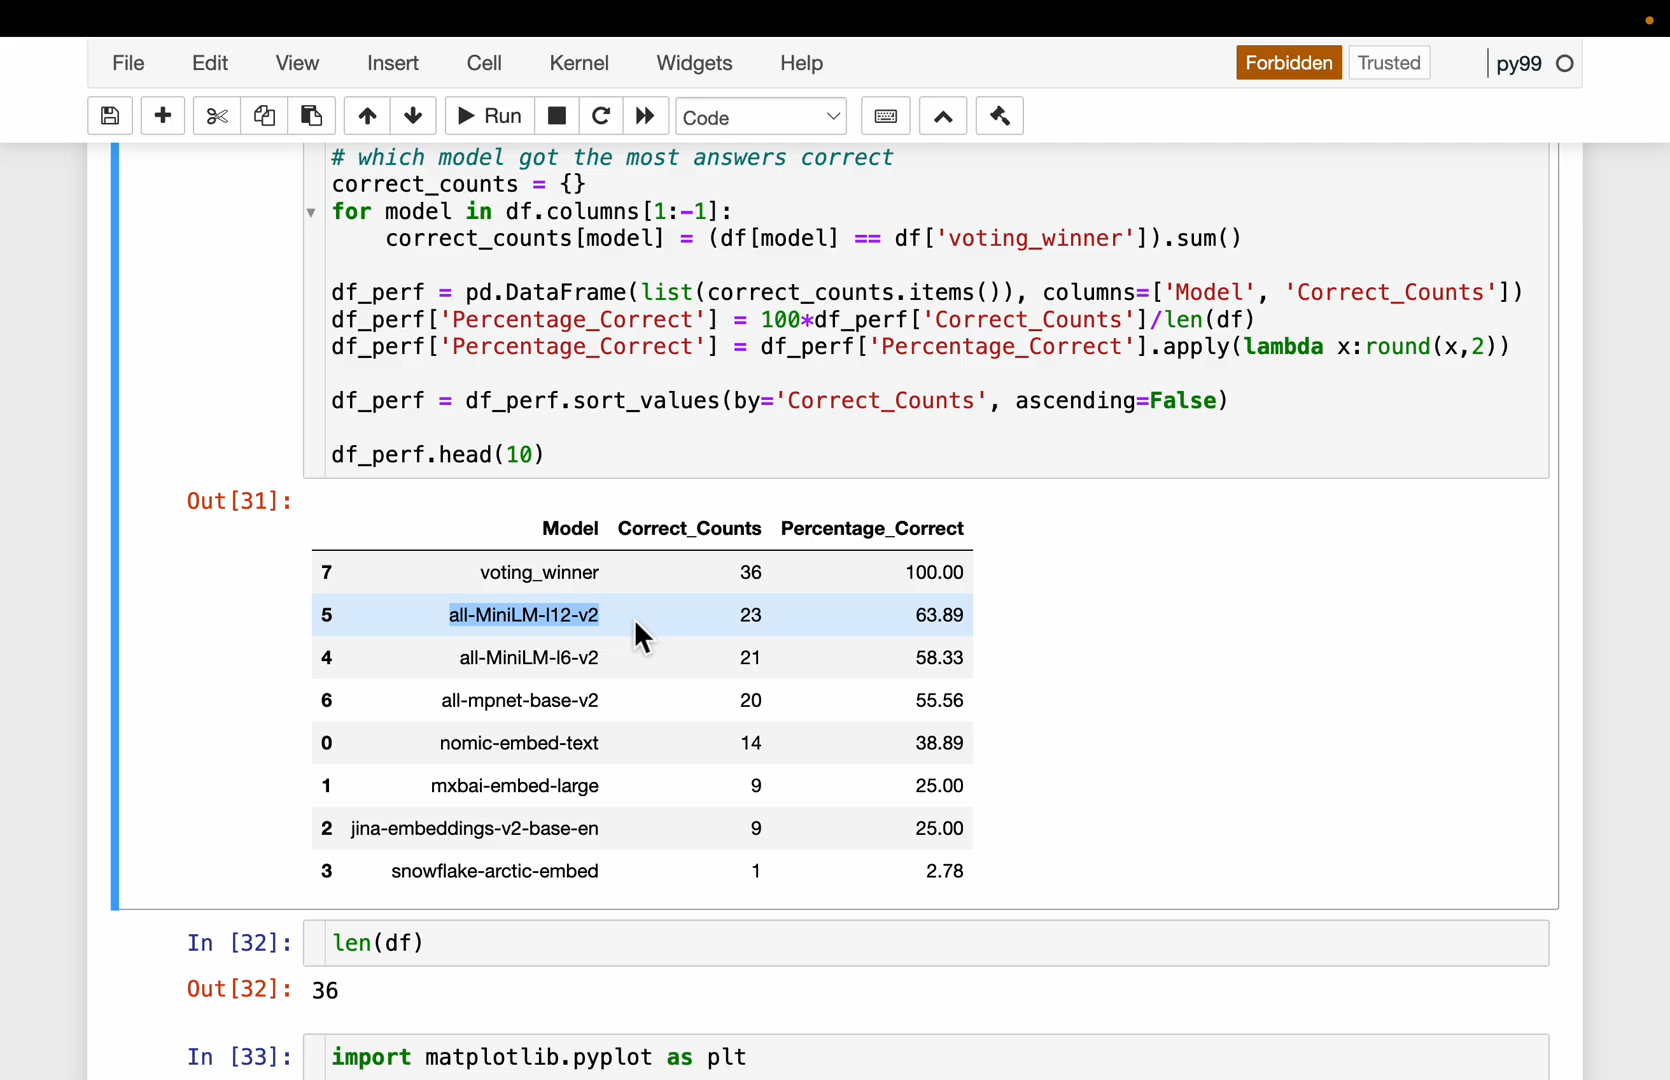 File Edit View Insert Cell Kernel Widgets Help Forbidden Trusted py99
Run Code
# which model got the most answers correct
correct_counts = {}
for model in df.columns[1:-1]:
    correct_counts[model] = (df[model] == df['voting_winner']).sum()
df_perf = pd.DataFrame(list(correct_counts.items()), columns=['Model', 'Correct_Counts'])
df_perf['Percentage_Correct'] = 100*df_perf['Correct_Counts']/len(df)
df_perf['Percentage_Correct'] = df_perf['Percentage_Correct'].apply(lambda x:round(x,2))
df_perf = df_perf.sort_values(by='Correct_Counts', ascending=False)
df_perf.head(10)
Out[31]:
Model Correct_Counts Percentage_Correct
7 voting_winner 36 100.00
5 all-MiniLM-l12-v2 23 63.89
4 all-MiniLM-l6-v2 21 58.33
6 all-mpnet-base-v2 20 55.56
0 nomic-embed-text 14 38.89
1 mxbai-embed-large 9 25.00
2 jina-embeddings-v2-base-en 9 25.00
3 snowflake-arctic-embed 1 2.78
In [32]: len(df)
Out[32]: 36
In [33]: import matplotlib.pyplot as plt